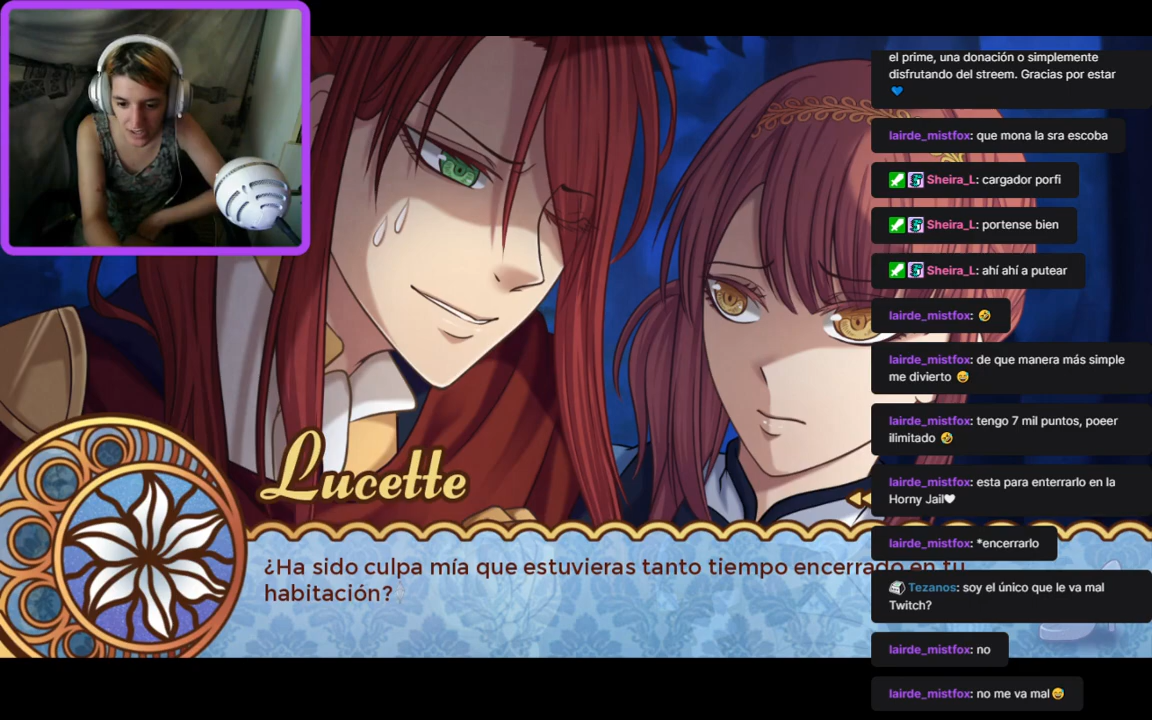 el prime, una donación o simplemente
disfrutando del streem. Gracias por estar
💙
lairde_mistfox: que mona la sra escoba
Sheira_L: cargador porfi
Sheira_L: portense bien
Sheira_L: ahí ahí a putear
lairde_mistfox: 🤣
lairde_mistfox: de que manera más simple
me divierto 😅
lairde_mistfox: tengo 7 mil puntos, poeer
ilimitado 🤣
lairde_mistfox: esta para enterrarlo en la
Horny Jail🤍
lairde_mistfox: *encerrarlo
Tezanos: soy el único que le va mal
Twitch?
lairde_mistfox: no
lairde_mistfox: no me va mal😅
Lucette
¿Ha sido culpa mía que estuvieras tanto tiempo encerrado en tu
habitación?